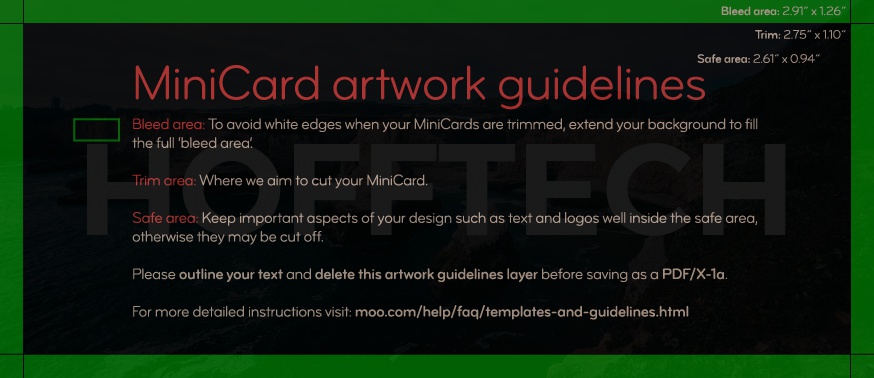 Bleed area: 2.91” x 1.26”
Trim: 2.75” x 1.10”
Safe area: 2.61” x 0.94”
MiniCard artwork guidelines
Bleed area: To avoid white edges when your MiniCards are trimmed, extend your background to fill
the full ‘bleed area’.
HOFFTECH
Trim area: Where we aim to cut your MiniCard.
Safe area: Keep important aspects of your design such as text and logos well inside the safe area,
otherwise they may be cut off.
Please outline your text and delete this artwork guidelines layer before saving as a PDF/X-1a.
For more detailed instructions visit: moo.com/help/faq/templates-and-guidelines.html